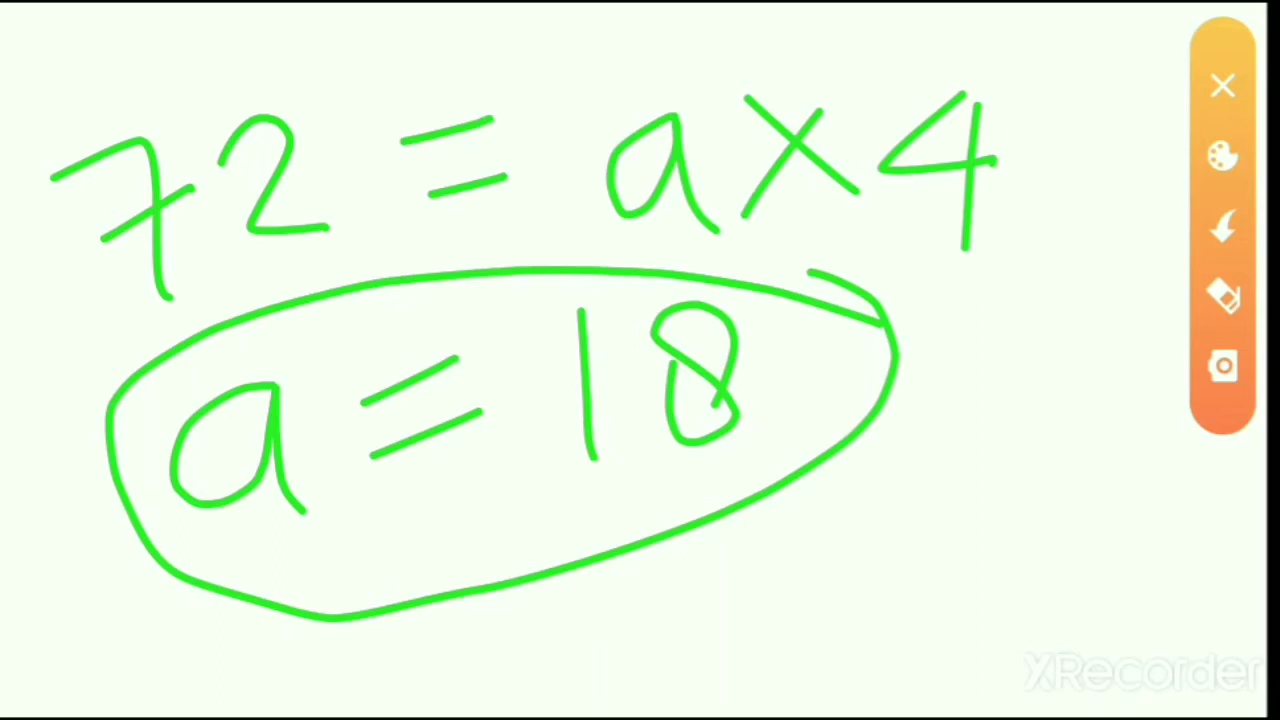 72 = a×4
a = 18
XRecorder